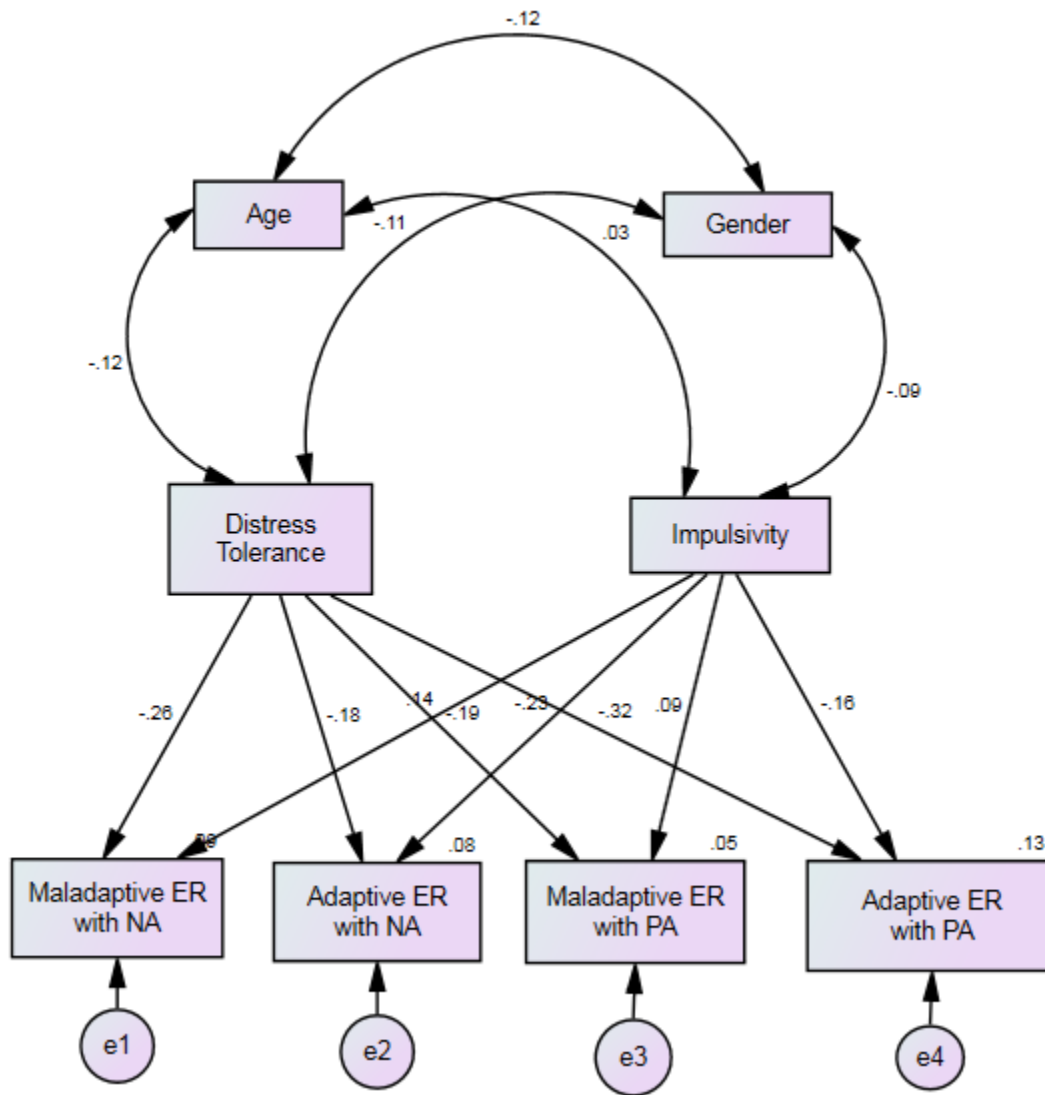 -.12
Age
Gender
-.11
.03
-.12
-.09
Distress
Tolerance
Impulsivity
-.26
-.18
.14
-.19
-.23
-.32
.09
-.16
.09
.08
.05
.13
Maladaptive ER
with NA
Adaptive ER
with NA
Maladaptive ER
with PA
Adaptive ER
with PA
e1
e2
e3
e4